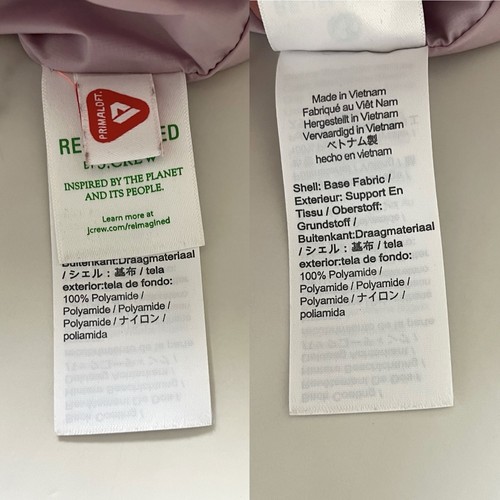 PRIMALOFT.
RE ED
J.CREW
INSPIRED BY THE PLANET
AND ITS PEOPLE.
Learn more at
jcrew.com/reimagined
Buitenkant:Draagmateriaal
/ シェル : 基布 / tela
exterior:tela de fondo:
100% Polyamide /
Polyamide / Polyamide /
Polyamide / ナイロン /
poliamida
Made in Vietnam
Fabriqué au Viêt Nam
Hergestellt in Vietnam
Vervaardigd in Vietnam
ベトナム製
hecho en vietnam
Shell: Base Fabric /
Exterieur: Support En
Tissu / Oberstoff:
Grundstoff /
Buitenkant:Draagmateriaal
/ シェル : 基布 / tela
exterior:tela de fondo:
100% Polyamide /
Polyamide / Polyamide /
Polyamide / ナイロン /
poliamida